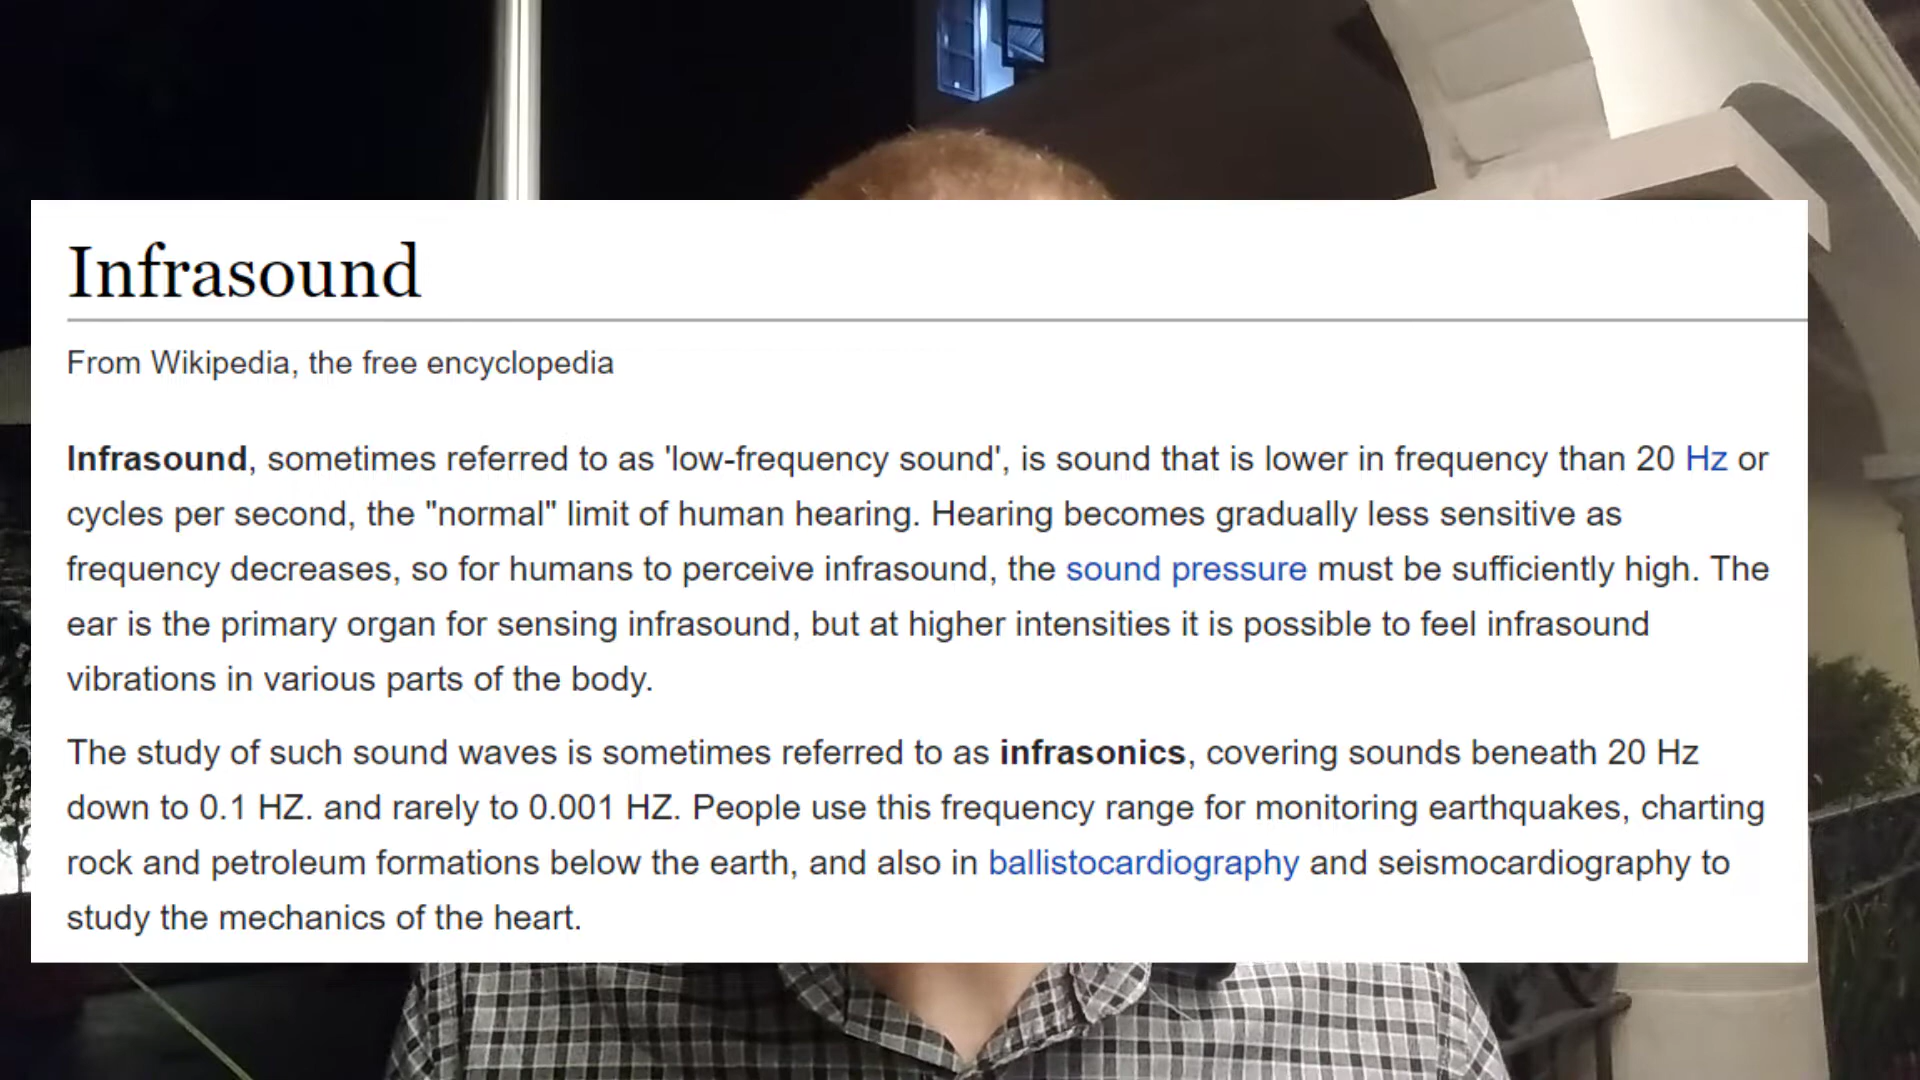 Infrasound
From Wikipedia, the free encyclopedia
Infrasound, sometimes referred to as 'low-frequency sound', is sound that is lower in frequency than 20 Hz or
cycles per second, the "normal" limit of human hearing. Hearing becomes gradually less sensitive as
frequency decreases, so for humans to perceive infrasound, the sound pressure must be sufficiently high. The
ear is the primary organ for sensing infrasound, but at higher intensities it is possible to feel infrasound
vibrations in various parts of the body.
The study of such sound waves is sometimes referred to as infrasonics, covering sounds beneath 20 Hz
down to 0.1 HZ. and rarely to 0.001 HZ. People use this frequency range for monitoring earthquakes, charting
rock and petroleum formations below the earth, and also in ballistocardiography and seismocardiography to
study the mechanics of the heart.